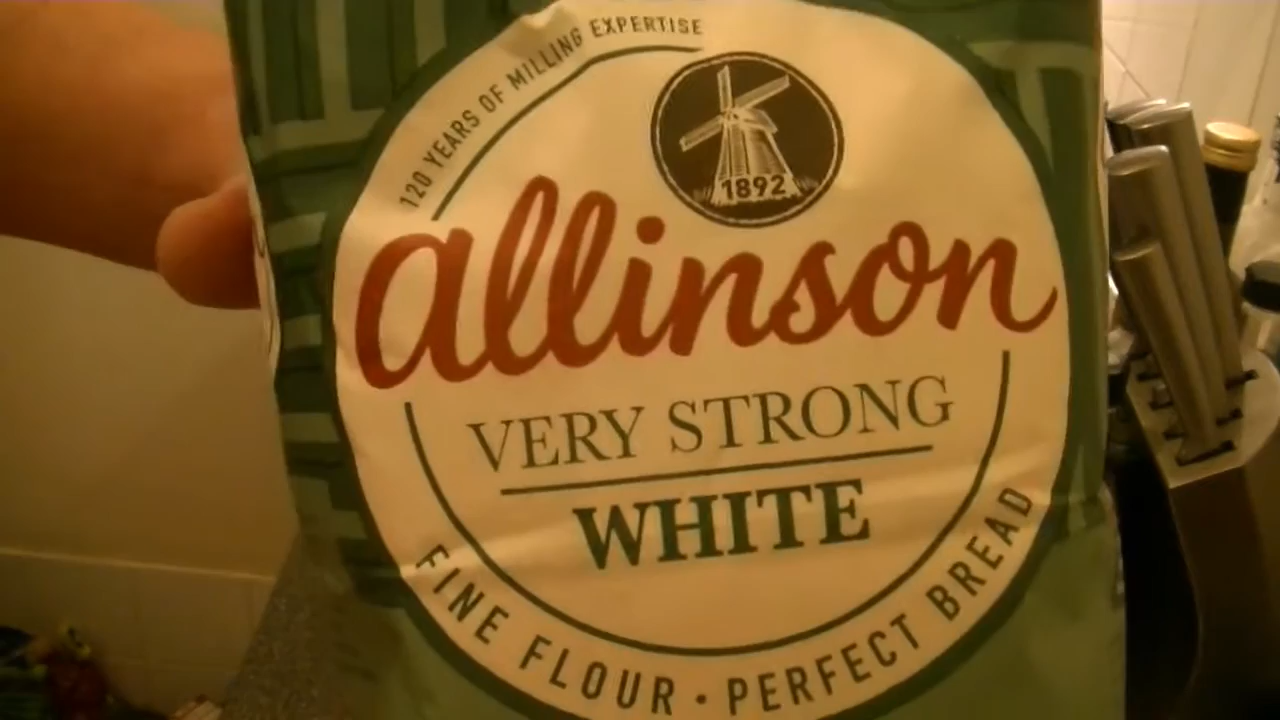 120 YEARS OF MILLING EXPERTISE
1892
allinson
VERY STRONG
WHITE
FINE FLOUR · PERFECT BREAD